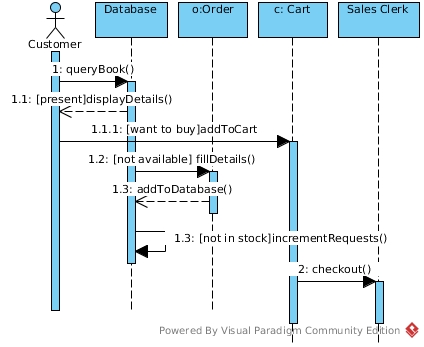 Database
o:Order
c: Cart
Sales Clerk
Customer
1: queryBook()
1.1: [present]displayDetails()
1.1.1: [want to buy]addToCart
1.2: [not available] fillDetails()
1.3: addToDatabase()
1.3: [not in stock]incrementRequests()
2: checkout()
Powered By Visual Paradigm Community Edition